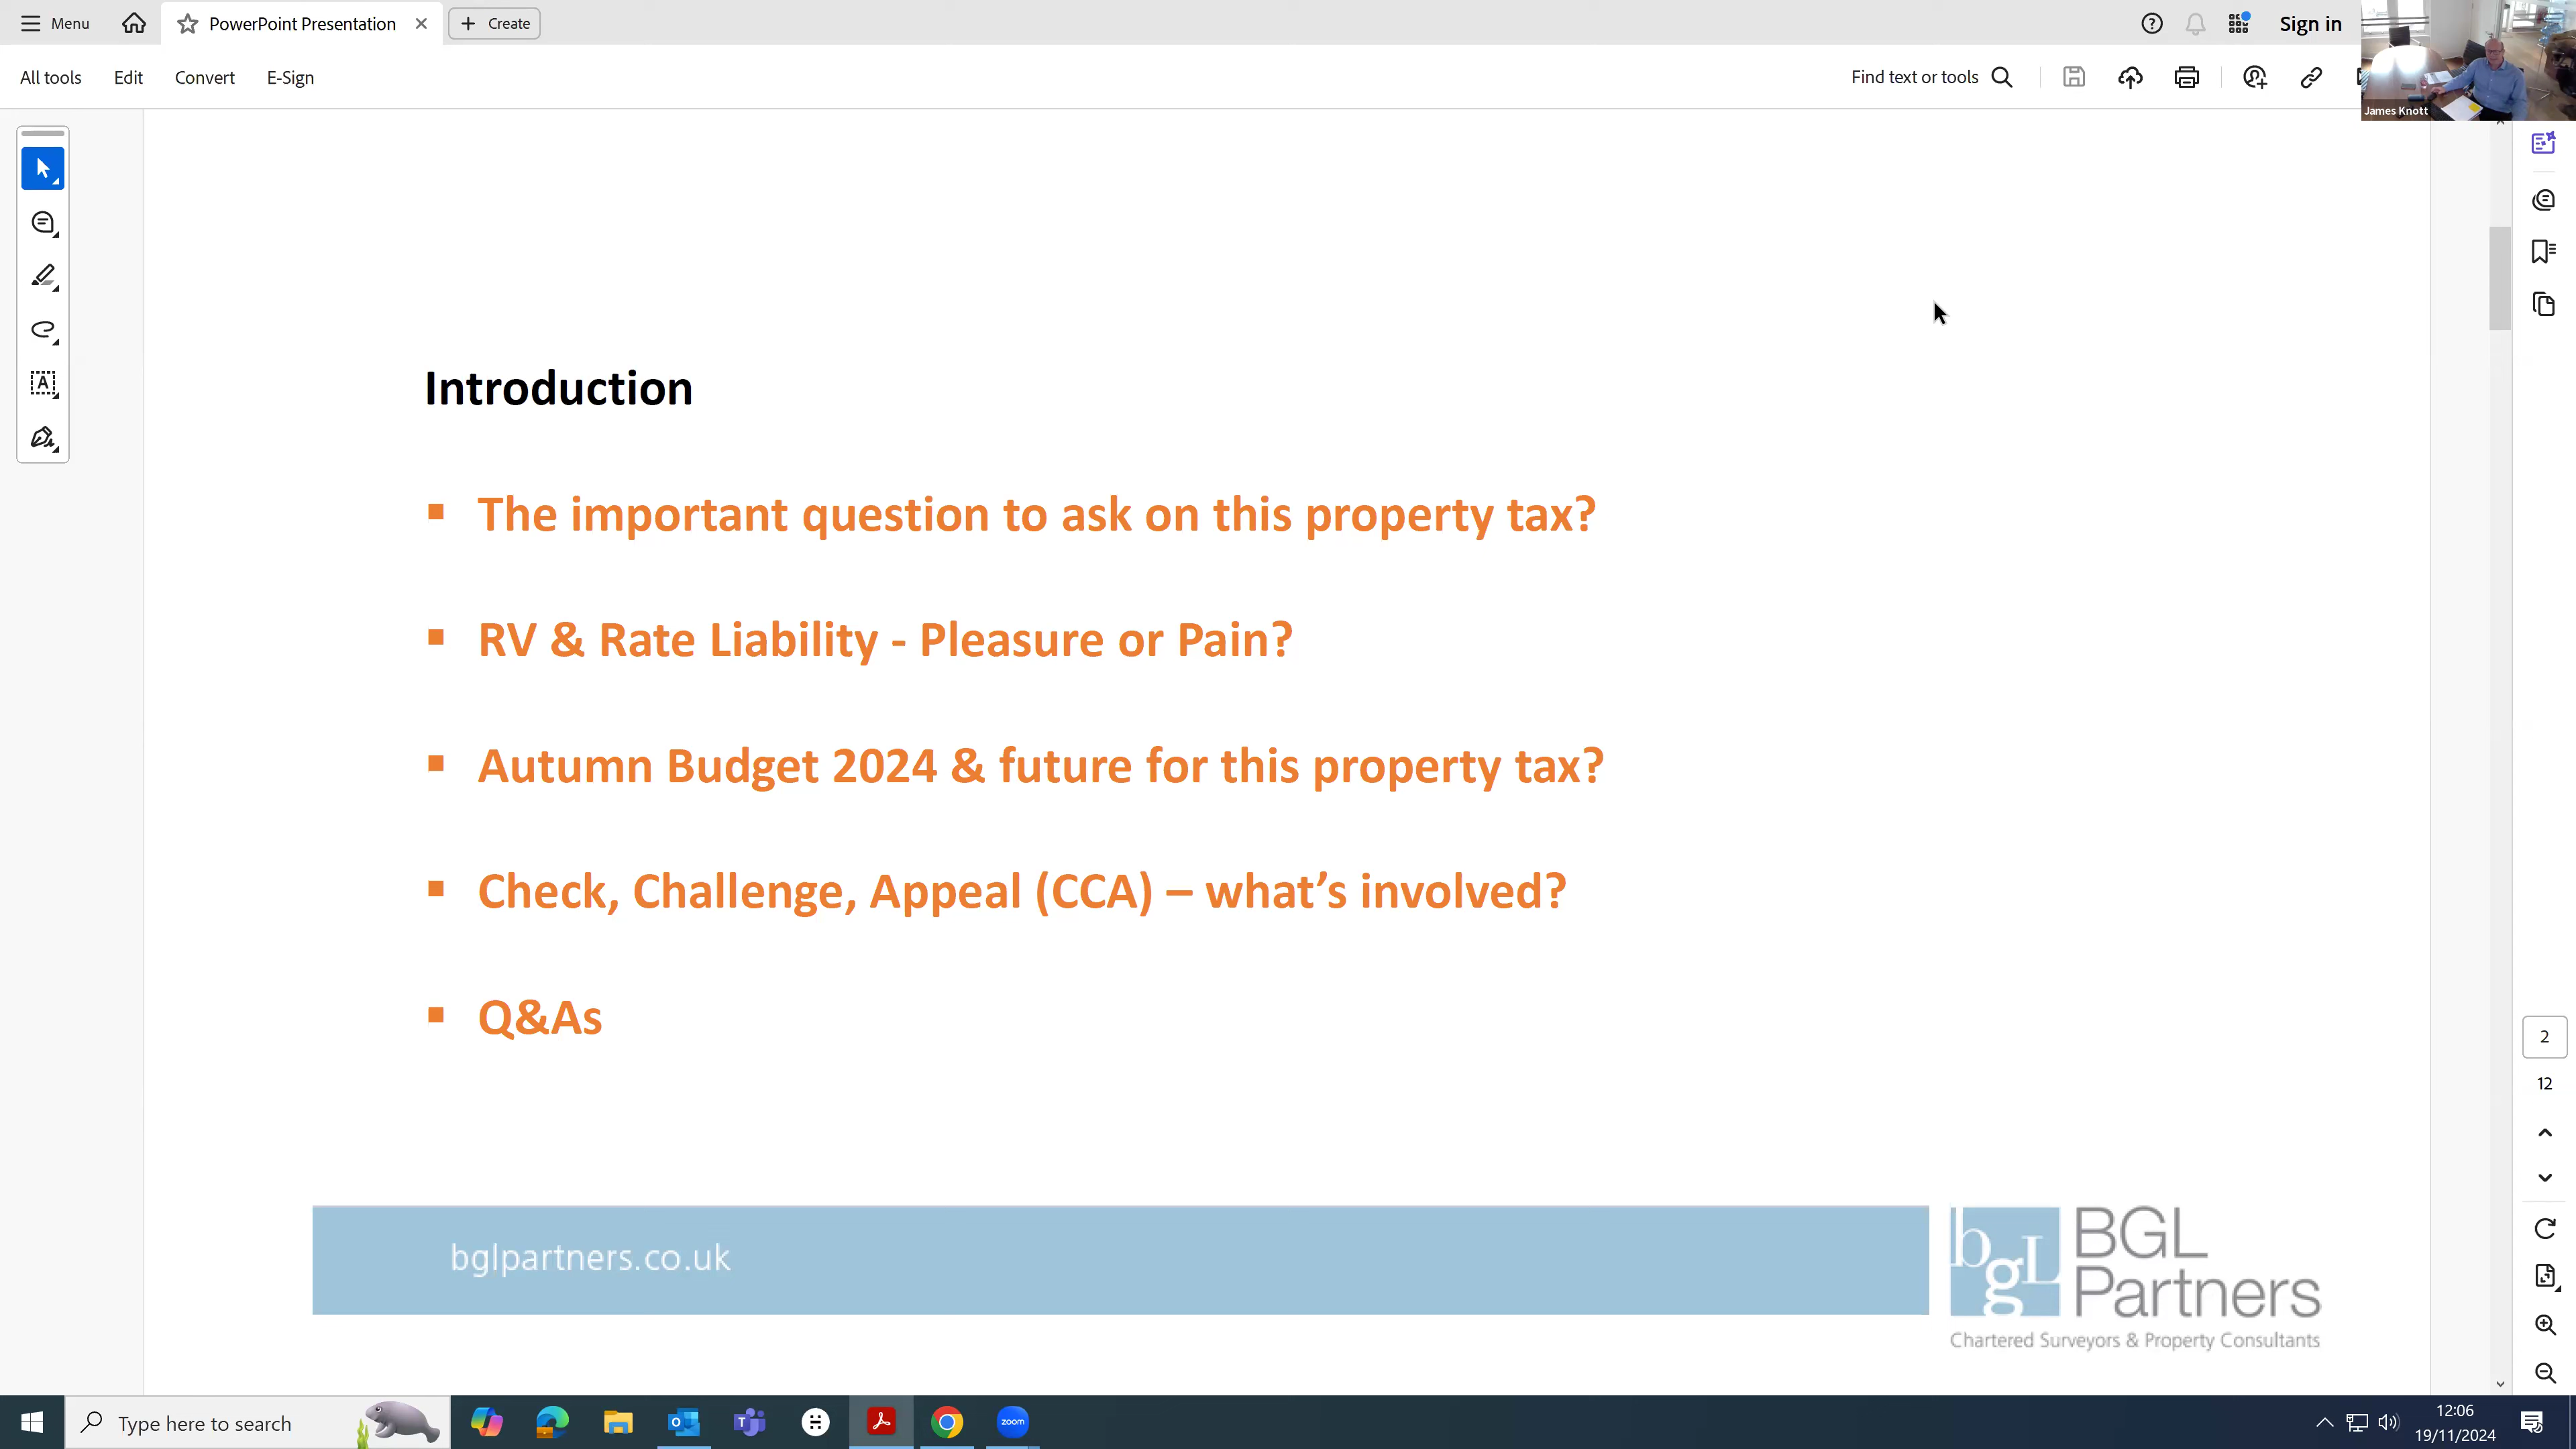 Menu
PowerPoint Presentation
Create
Sign in
All tools
Edit
Convert
E-Sign
Find text or tools
James Knott
Introduction
The important question to ask on this property tax?
RV & Rate Liability - Pleasure or Pain?
Autumn Budget 2024 & future for this property tax?
Check, Challenge, Appeal (CCA) – what's involved?
Q&As
2
12
bglpartners.co.uk
bgL
BGL
Partners
Chartered Surveyors & Property Consultants
Type here to search
zoom
12:06
19/11/2024